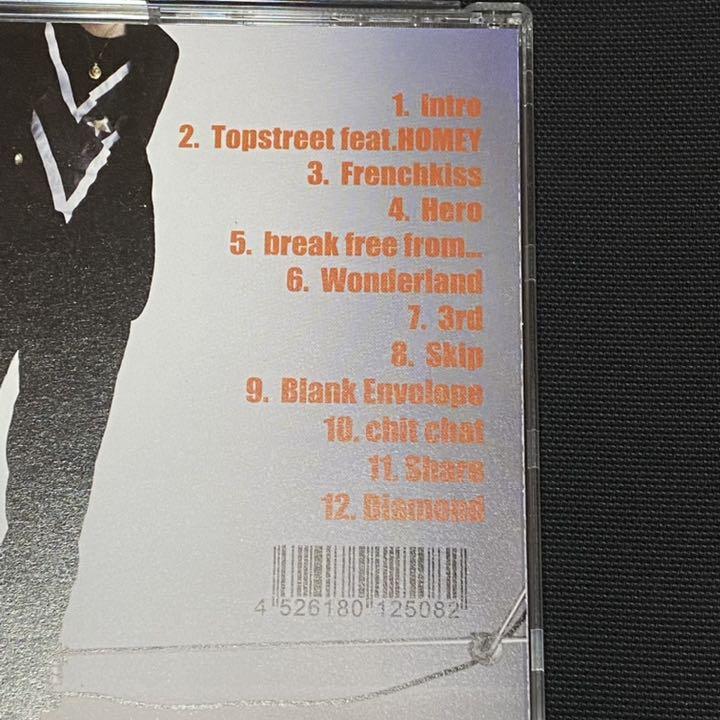 1. Intro
2. Topstreet feat.HOMEY
3. Frenchkiss
4. Hero
5. break free from...
6. Wonderland
7. 3rd
8. Skip
9. Blank Envelope
10. chit chat
11. Share
12. Diamond
4 526180 125082